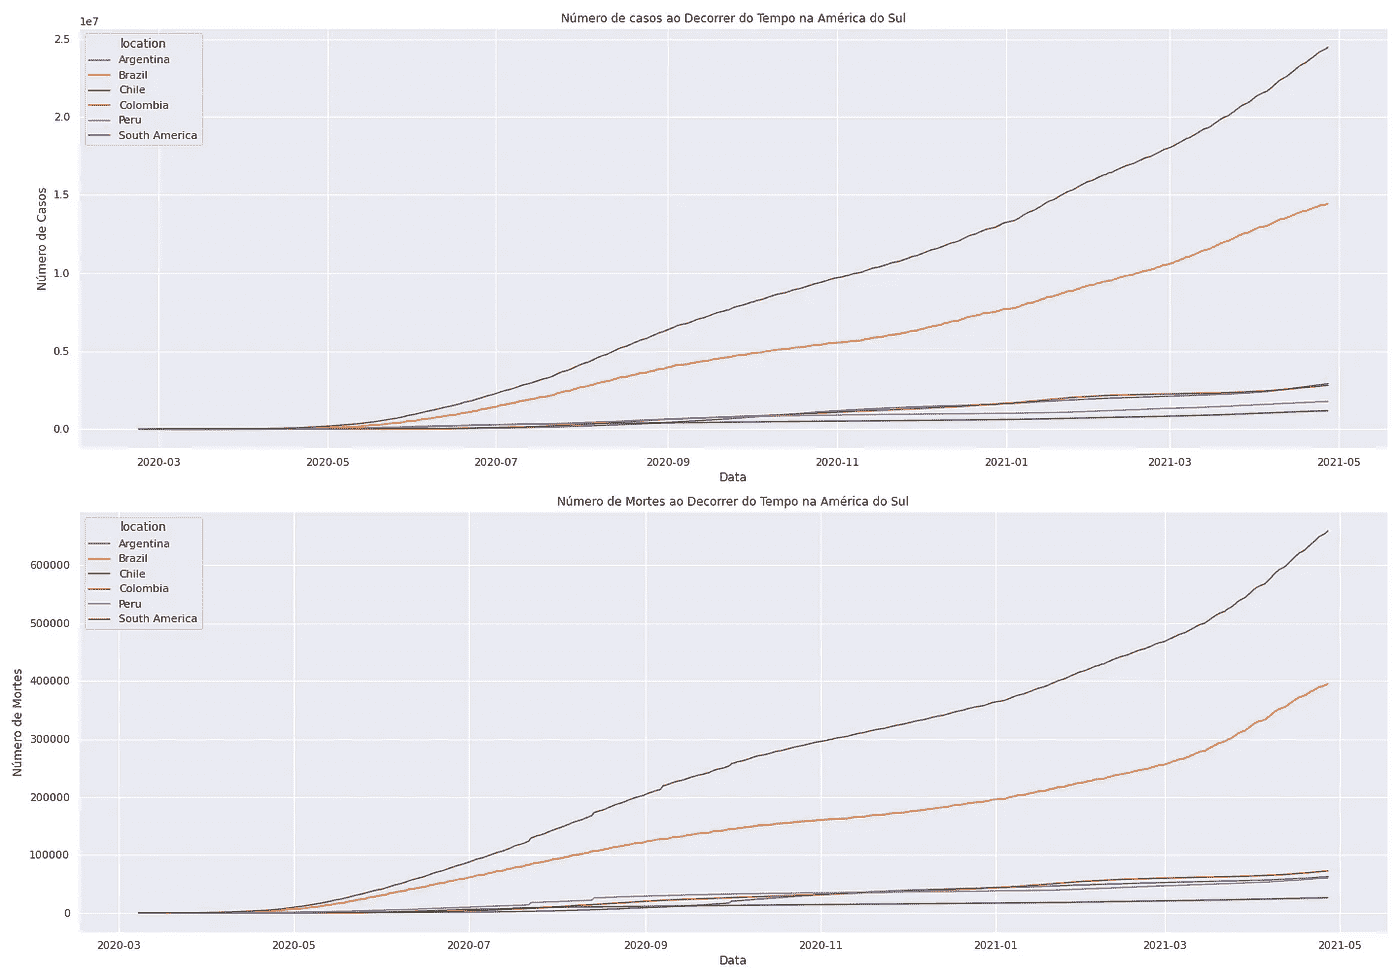 Número de casos ao Decorrer do Tempo na América do Sul
1e7
2.5
2.0
1.5
1.0
0.5
0.0
Número de Casos
location
Argentina
Brazil
Chile
Colombia
Peru
South America
2020-03 2020-05 2020-07 2020-09 2020-11 2021-01 2021-03 2021-05
Data
Número de Mortes ao Decorrer do Tempo na América do Sul
600000
500000
400000
300000
200000
100000
0
Número de Mortes
location
Argentina
Brazil
Chile
Colombia
Peru
South America
2020-03 2020-05 2020-07 2020-09 2020-11 2021-01 2021-03 2021-05
Data